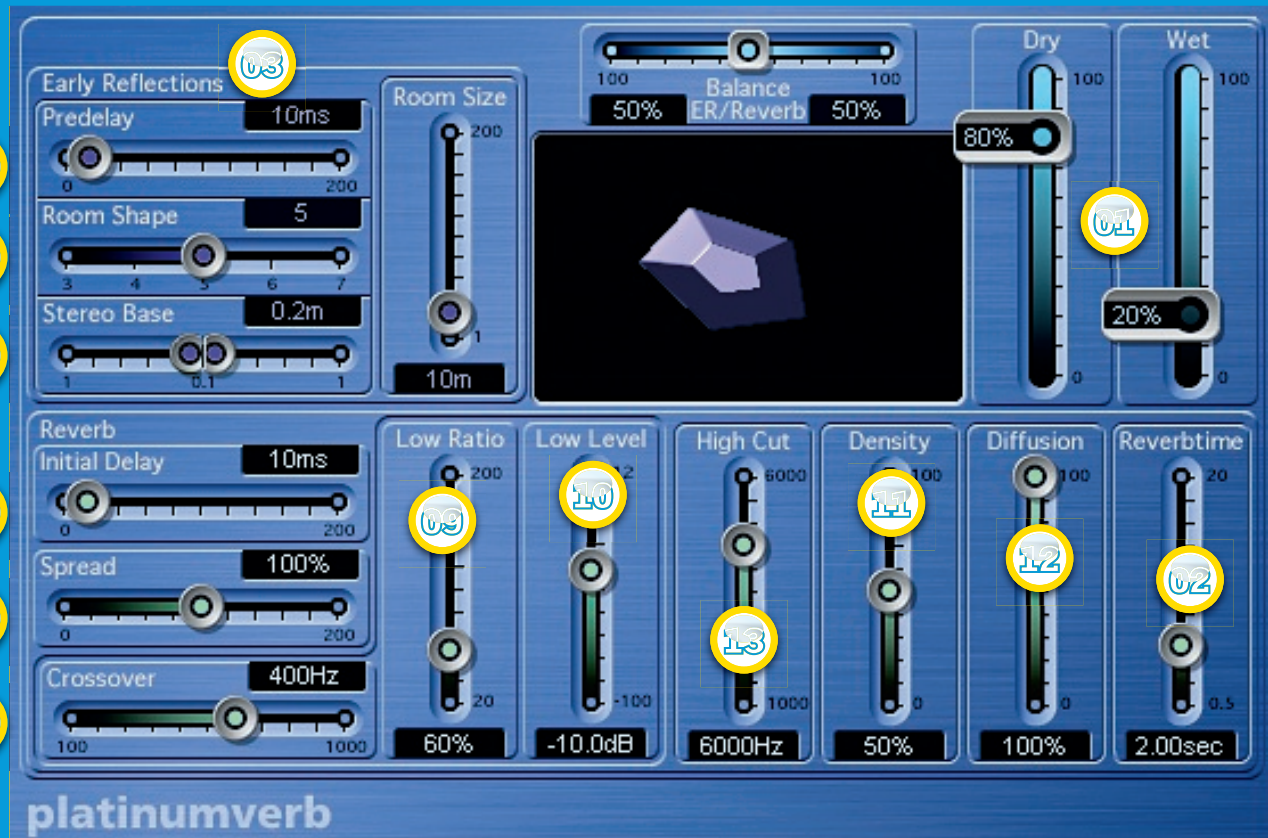 Early Reflections
03
Predelay
10ms
0
200
Room Shape
5
3
4
5
6
7
Stereo Base
0.2m
1
0.1
1
Room Size
200
1
10m
100
100
Balance
50%
ER/Reverb
50%
Dry
100
80%
0
01
Wet
100
20%
0
Reverb
Initial Delay
10ms
0
200
Spread
100%
0
200
Crossover
400Hz
100
1000
Low Ratio
200
09
20
60%
Low Level
12
10
-100
-10.0dB
High Cut
6000
13
1000
6000Hz
Density
100
11
0
50%
Diffusion
100
12
0
100%
Reverbtime
20
02
0.5
2.00sec
platinumverb